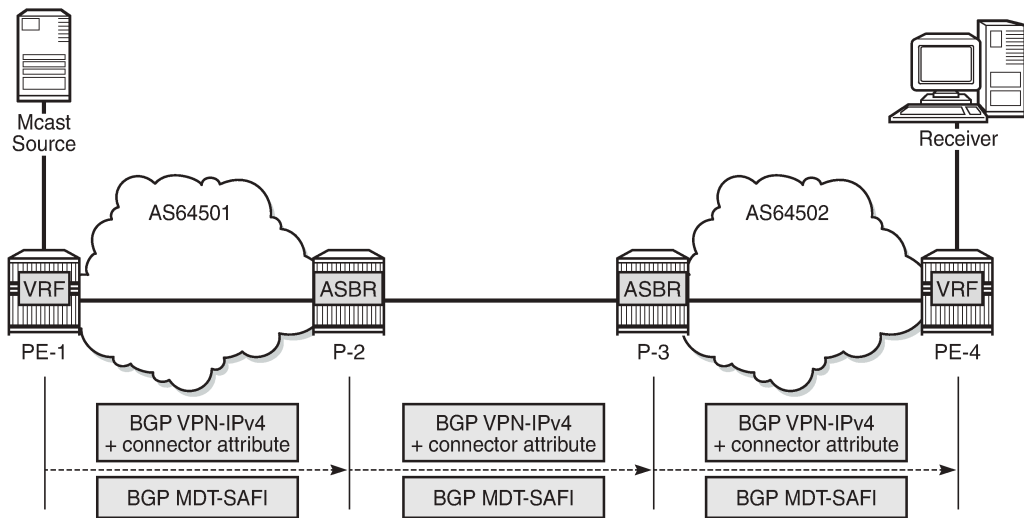 Mcast
Source
Receiver
AS64501
AS64502
VRF
ASBR
ASBR
VRF
PE-1
P-2
P-3
PE-4
BGP VPN-IPv4
+ connector attribute
BGP VPN-IPv4
+ connector attribute
BGP VPN-IPv4
+ connector attribute
BGP MDT-SAFI
BGP MDT-SAFI
BGP MDT-SAFI